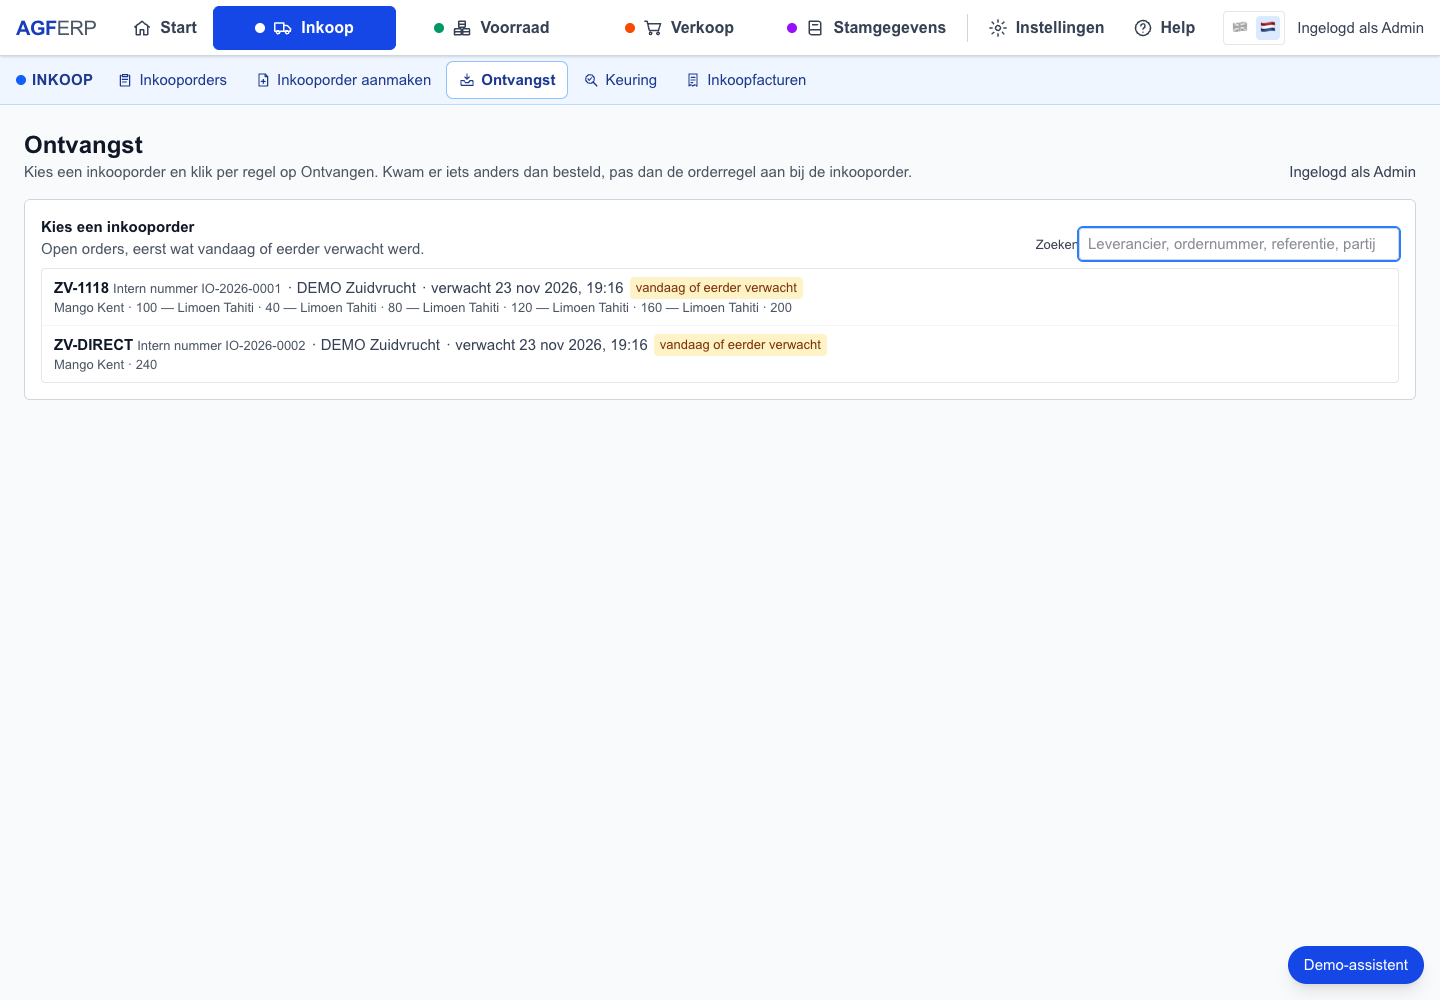 AGFERP
Start
Inkoop
Voorraad
Verkoop
Stamgegevens
Instellingen
Help
Ingelogd als Admin
INKOOP
Inkooporders
Inkooporder aanmaken
Ontvangst
Keuring
Inkoopfacturen
Ontvangst
Kies een inkooporder en klik per regel op Ontvangen. Kwam er iets anders dan besteld, pas dan de orderregel aan bij de inkooporder.
Ingelogd als Admin
Kies een inkooporder
Open orders, eerst wat vandaag of eerder verwacht werd.
Zoeken
Leverancier, ordernummer, referentie, partij
ZV-1118 Intern nummer IO-2026-0001 · DEMO Zuidvrucht · verwacht 23 nov 2026, 19:16 vandaag of eerder verwacht
Mango Kent · 100 — Limoen Tahiti · 40 — Limoen Tahiti · 80 — Limoen Tahiti · 120 — Limoen Tahiti · 160 — Limoen Tahiti · 200
ZV-DIRECT Intern nummer IO-2026-0002 · DEMO Zuidvrucht · verwacht 23 nov 2026, 19:16 vandaag of eerder verwacht
Mango Kent · 240
Demo-assistent